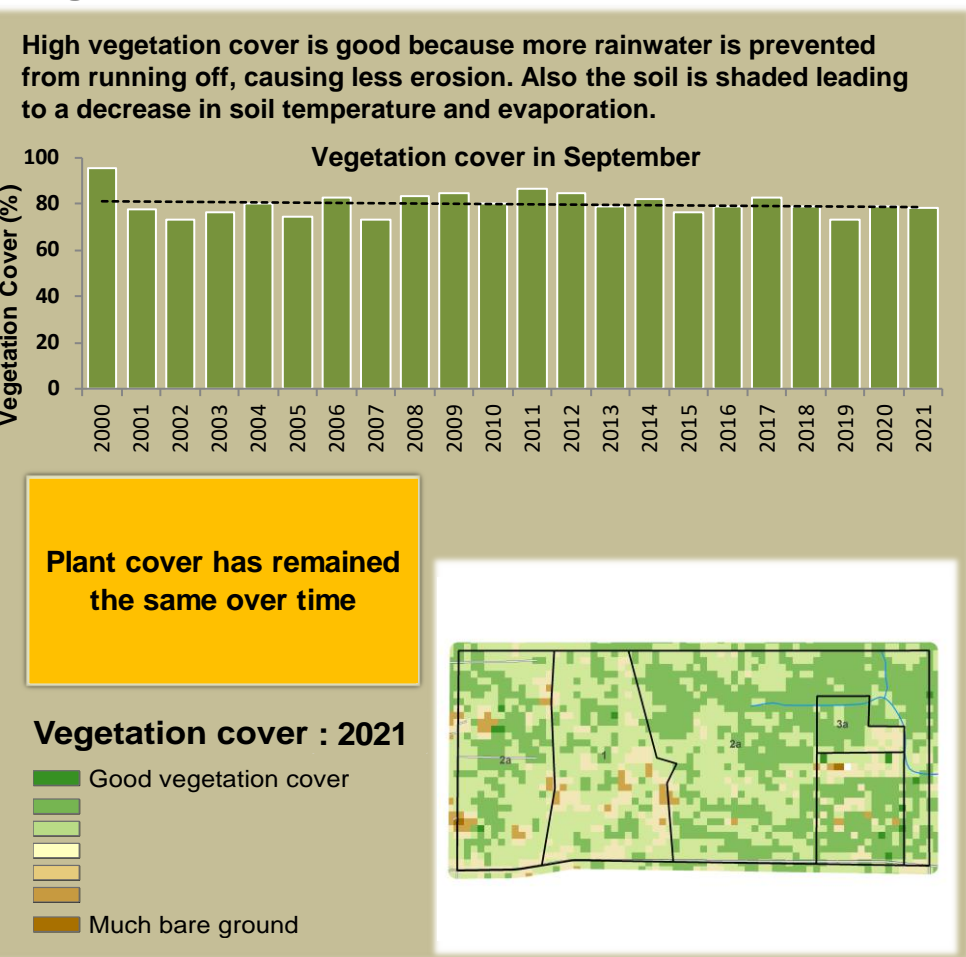 High vegetation cover is good because more rainwater is prevented
from running off, causing less erosion. Also the soil is shaded leading
to a decrease in soil temperature and evaporation.
Vegetation cover in September
Vegetation Cover (%)
100
80
60
40
20
0
2000 2001 2002 2003 2004 2005 2006 2007 2008 2009 2010 2011 2012 2013 2014 2015 2016 2017 2018 2019 2020 2021
Plant cover has remained
the same over time
Vegetation cover : 2021
Good vegetation cover
Much bare ground
2a
1
2a
3a